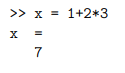 >> x = 1+2*3
x =
7